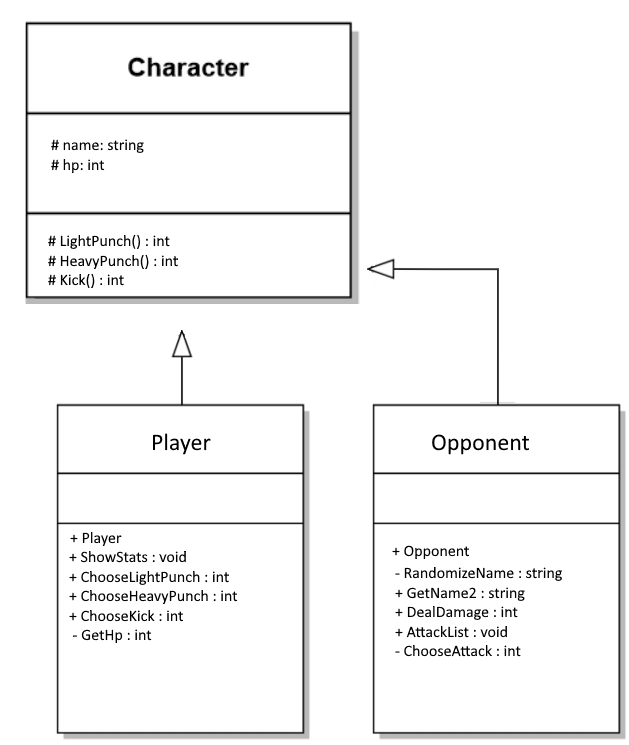 Character
# name: string
# hp: int
# LightPunch() : int
# HeavyPunch() : int
# Kick() : int
Player
+ Player
+ ShowStats : void
+ ChooseLightPunch : int
+ ChooseHeavyPunch : int
+ ChooseKick : int
- GetHp : int
Opponent
+ Opponent
- RandomizeName : string
+ GetName2 : string
+ DealDamage : int
+ AttackList : void
- ChooseAttack : int